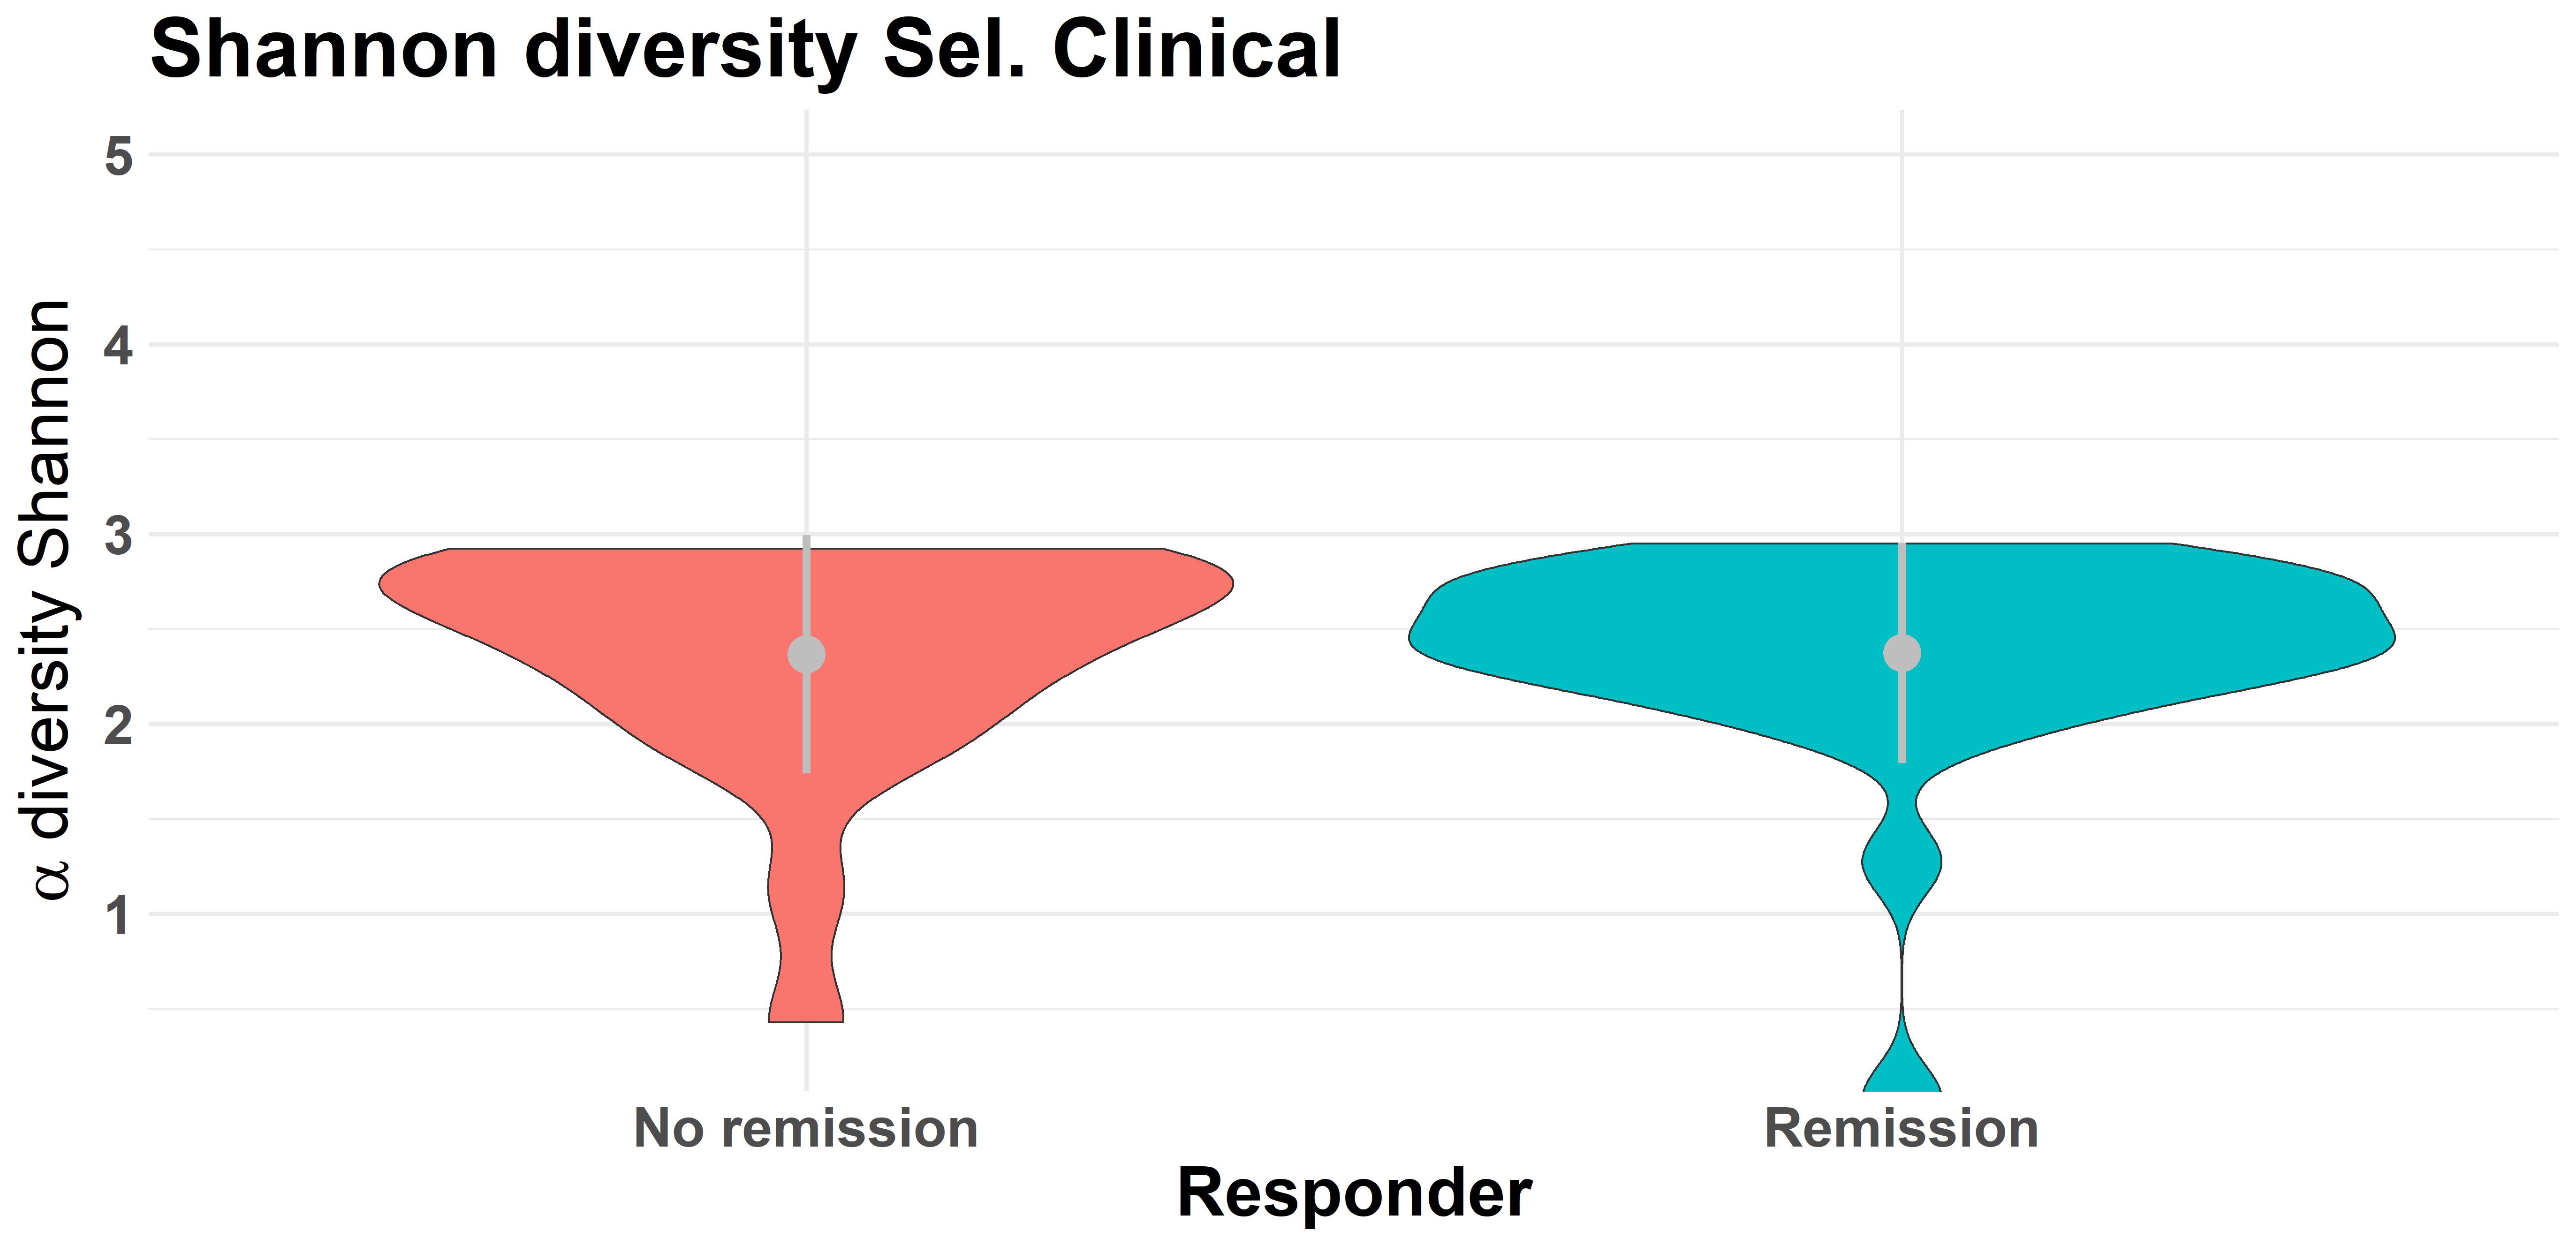 Shannon diversity Sel. Clinical
α diversity Shannon
5
4
3
2
1
No remission
Remission
Responder